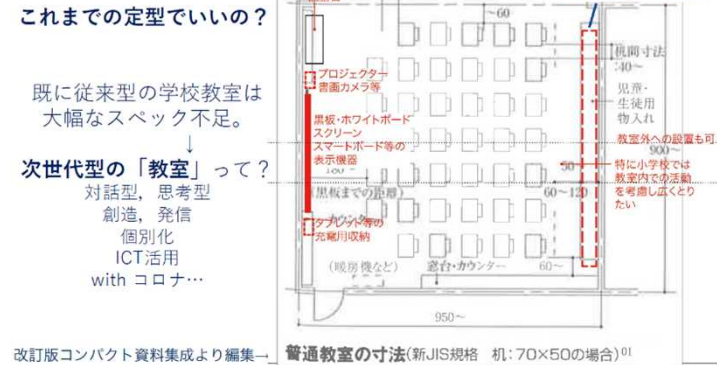 これまでの定型でいいの？
既に従来型の学校教室は
大幅なスペック不足。
↓
次世代型の「教室」って？
対話型，思考型
創造，発信
個別化
ICT活用
with コロナ…
改訂版コンパクト資料集成より編集→
～60
プロジェクター
書画カメラ等
黒板・ホワイトボード
スクリーン
スマートボード等の
表示機器
180～
(黒板までの距離)
カウンター
タブレット等の
充電用収納
(暖房機など)
窓台・カウンター
60～
950～
机間寸法
:40～
児童・
生徒用
物入れ
教室外への設置も可
900～
50
特に小学校では
教室内での活動
を考慮し広くとり
たい
60～120
普通教室の寸法(新JIS規格 机：70×50の場合)01